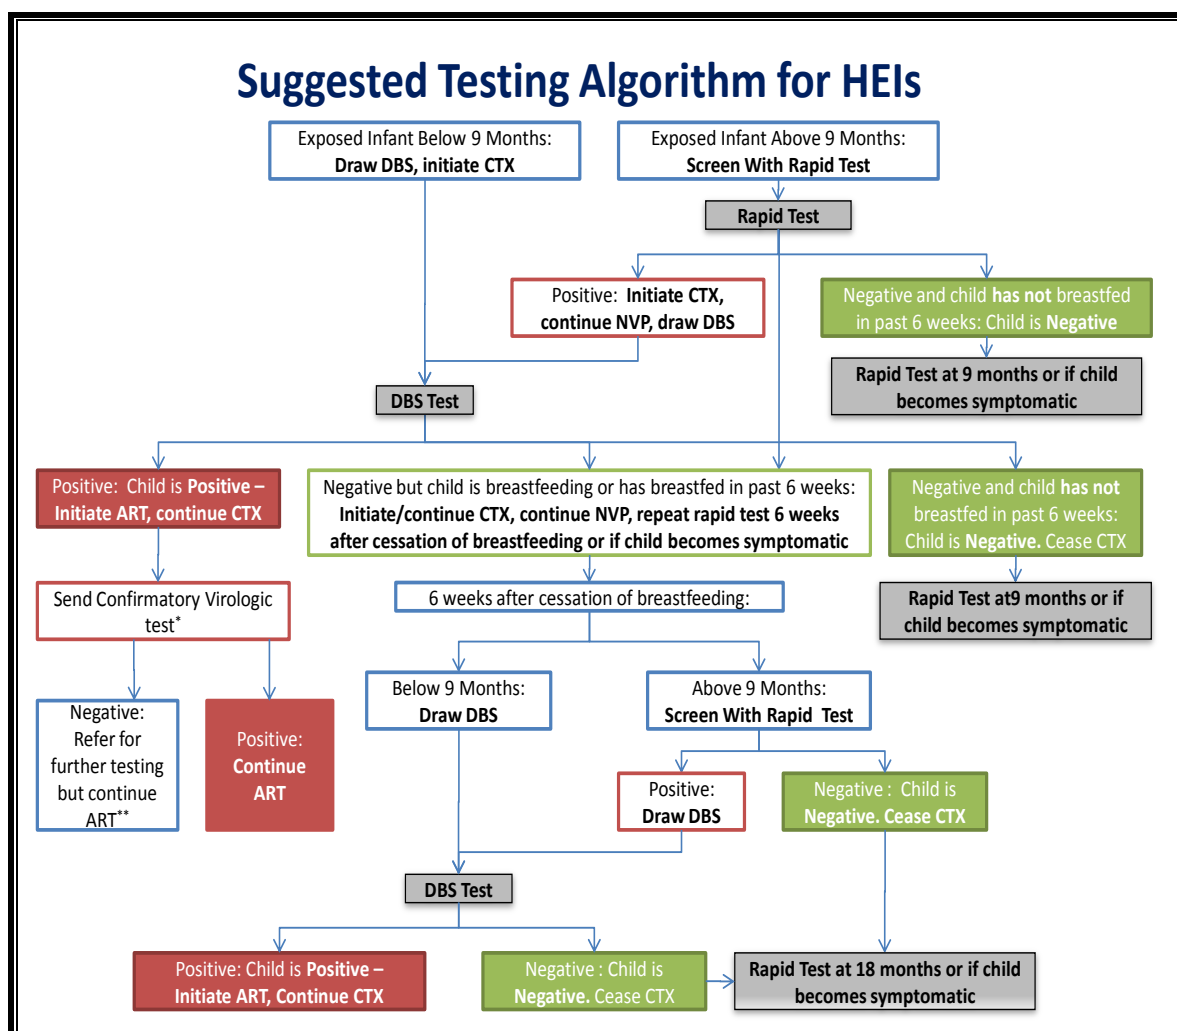 Suggested Testing Algorithm for HEIs
Exposed Infant Below 9 Months:
Draw DBS, initiate CTX
Exposed Infant Above 9 Months:
Screen With Rapid Test
Rapid Test
Positive: Initiate CTX,
continue NVP, draw DBS
Negative and child has not breastfed
in past 6 weeks: Child is Negative
Rapid Test at 9 months or if child
becomes symptomatic
DBS Test
Positive: Child is Positive –
Initiate ART, continue CTX
Negative but child is breastfeeding or has breastfed in past 6 weeks:
Initiate/continue CTX, continue NVP, repeat rapid test 6 weeks
after cessation of breastfeeding or if child becomes symptomatic
Negative and child has not
breastfed in past 6 weeks:
Child is Negative. Cease CTX
Send Confirmatory Virologic
test*
6 weeks after cessation of breastfeeding:
Rapid Test at9 months or if
child becomes symptomatic
Negative:
Refer for
further testing
but continue
ART**
Positive:
Continue
ART
Below 9 Months:
Draw DBS
Above 9 Months:
Screen With Rapid Test
Positive:
Draw DBS
Negative : Child is
Negative. Cease CTX
DBS Test
Positive: Child is Positive –
Initiate ART, Continue CTX
Negative : Child is
Negative. Cease CTX
Rapid Test at 18 months or if child
becomes symptomatic